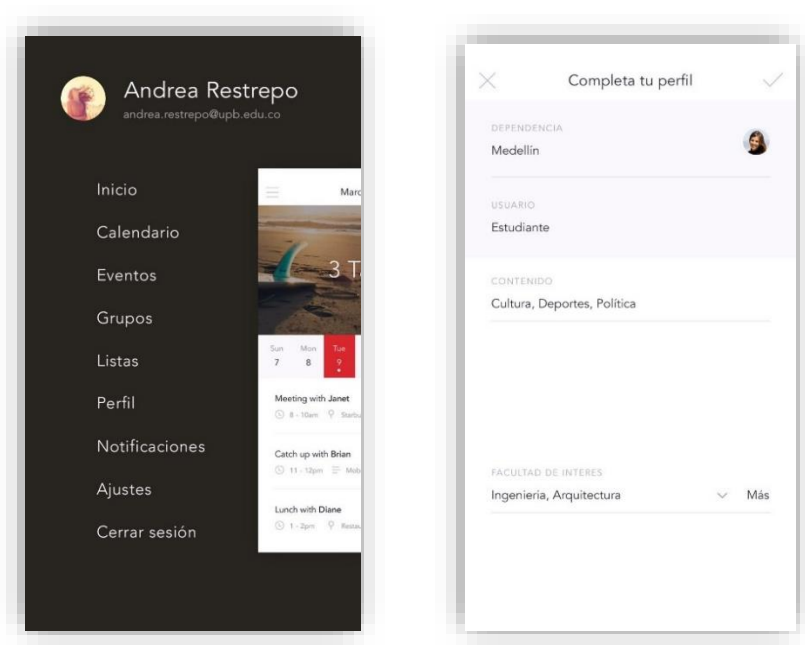 Andrea Restrepo
andrea.restrepo@upb.edu.co
Inicio
Calendario
Eventos
Grupos
Listas
Perfil
Notificaciones
Ajustes
Cerrar sesión
3
Sun Mon Tue
7 8 9
Meeting with Janet
8 - 10am
Catch up with Brian
11 - 12pm
Lunch with Diane
1 - 2pm
Completa tu perfil
DEPENDENCIA
Medellín
USUARIO
Estudiante
CONTENIDO
Cultura, Deportes, Política
FACULTAD DE INTERES
Ingenieria, Arquitectura Más